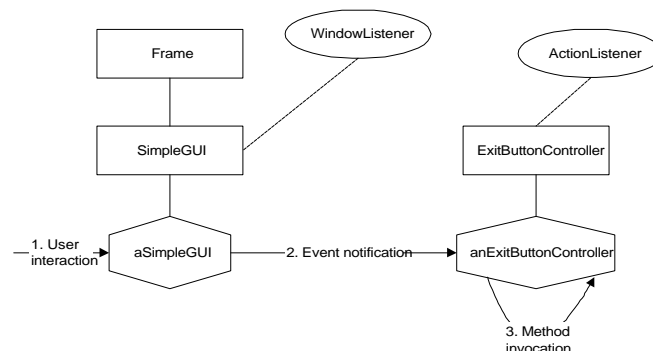 WindowListener
Frame
ActionListener
SimpleGUI
ExitButtonController
1. User
interaction
aSimpleGUI
2. Event notification
anExitButtonController
3. Method
invocation